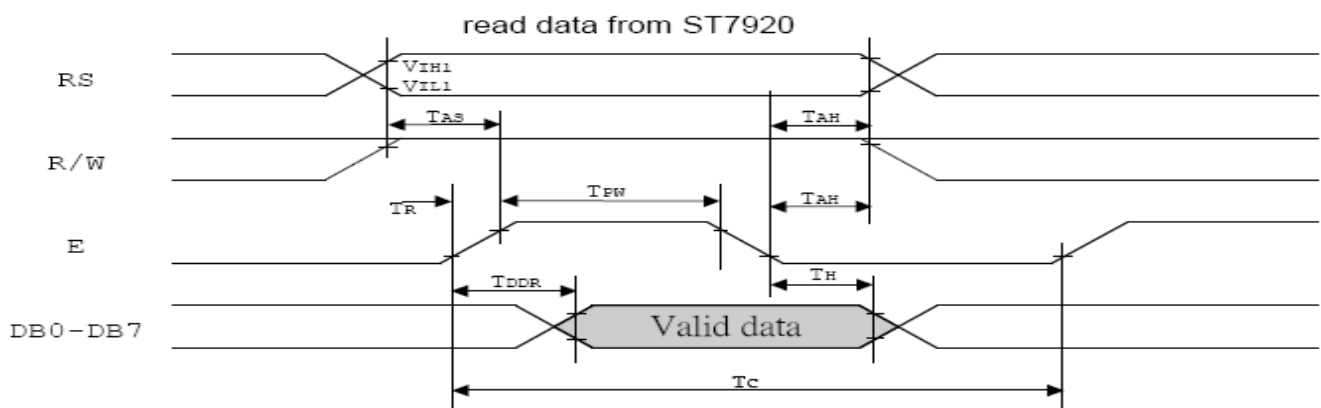 read data from ST7920
RS
VIH1
VIL1
TAS
TAH
R/W
TR
TPW
TAH
E
TDDR
TH
DB0-DB7
Valid data
TC